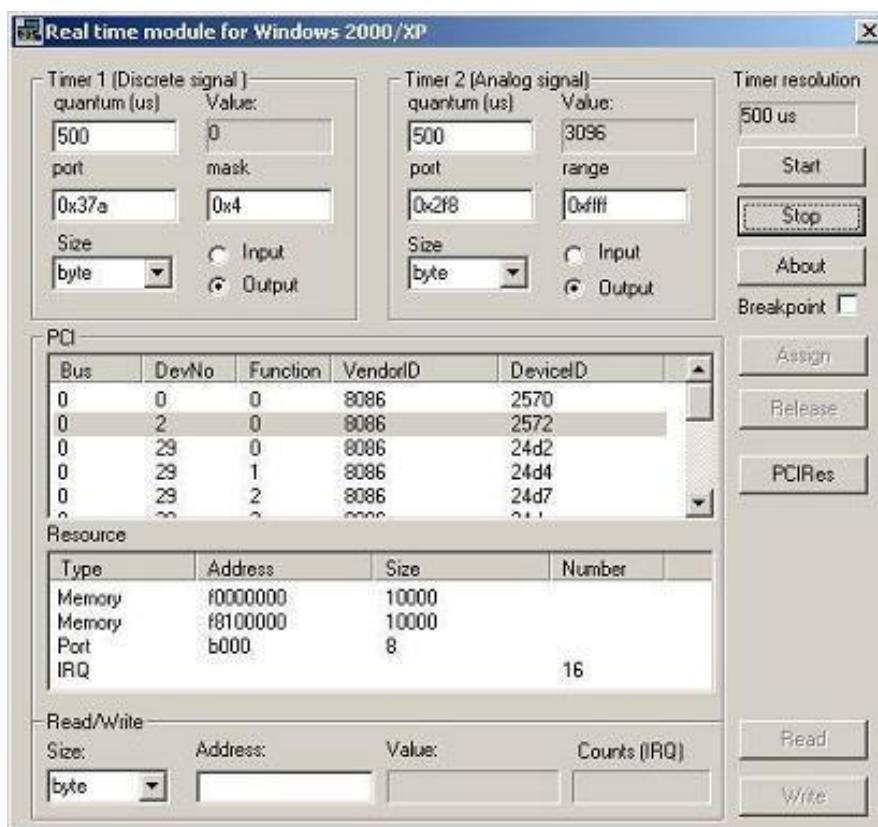 Real time module for Windows 2000/XP
Timer 1 (Discrete signal )
quantum (us) Value:
500 0
port mask
0x37a 0x4
Size
byte
Input
Output
Timer 2 (Analog signal)
quantum (us) Value:
500 3096
port range
0x2f8 0xffff
Size
byte
Input
Output
Timer resolution
500 us
Start
Stop
About
Breakpoint
Assign
Release
PCIRes
PCI
Bus DevNo Function VendorID DeviceID
0 0 0 8086 2570
0 2 0 8086 2572
0 29 0 8086 24d2
0 29 1 8086 24d4
0 29 2 8086 24d7
Resource
Type Address Size Number
Memory f0000000 10000
Memory f8100000 10000
Port b000 8
IRQ 16
Read/Write
Size: Address: Value: Counts (IRQ)
byte
Read
Write